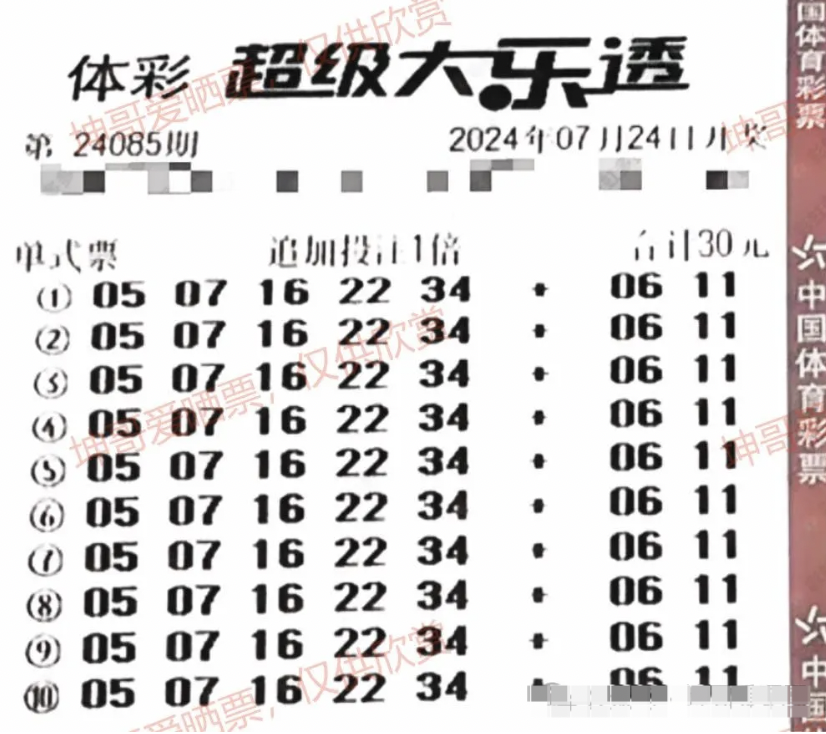 体彩 超级大乐透
第 24085期 2024年07月24日开奖
单式票 追加投注1倍 合计30元
① 05 07 16 22 34 + 06 11
② 05 07 16 22 34 + 06 11
③ 05 07 16 22 34 + 06 11
④ 05 07 16 22 34 + 06 11
⑤ 05 07 16 22 34 + 06 11
⑥ 05 07 16 22 34 + 06 11
⑦ 05 07 16 22 34 + 06 11
⑧ 05 07 16 22 34 + 06 11
⑨ 05 07 16 22 34 + 06 11
⑩ 05 07 16 22 34 + 06 11
国体育彩票
中国体育彩票
中国
坤哥爱晒票，仅供欣赏
坤哥爱晒票，仅供欣赏
坤哥爱晒票，仅供欣赏
坤哥爱
坤哥爱晒